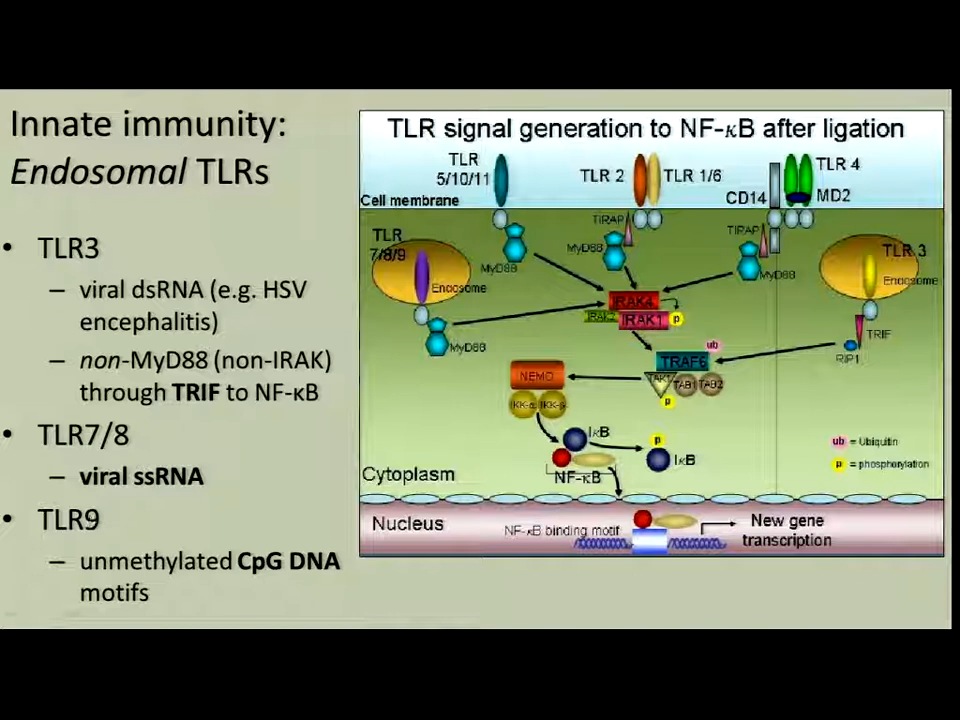 Innate immunity:
Endosomal TLRs
• TLR3
– viral dsRNA (e.g. HSV
encephalitis)
– non-MyD88 (non-IRAK)
through TRIF to NF-κB
• TLR7/8
– viral ssRNA
• TLR9
– unmethylated CpG DNA
motifs
TLR signal generation to NF-κB after ligation
TLR
5/10/11
TLR 2
TLR 1/6
TLR 4
CD14
MD2
Cell membrane
TLR
7/8/9
Endosome
MyD88
TIRAP
MyD88
TIRAP
MyD88
TLR 3
Endosome
MyD88
IRAK4
IRAK2
IRAK1
p
TRIF
RIP1
ub
TRAF6
TAK1
TAB1
TAB2
p
NEMO
IKK-α
IKK-β
IκB
p
IκB
NF-κB
ub = Ubiquitin
p = phosphorylation
Cytoplasm
Nucleus
NF-κB binding motif
New gene
transcription